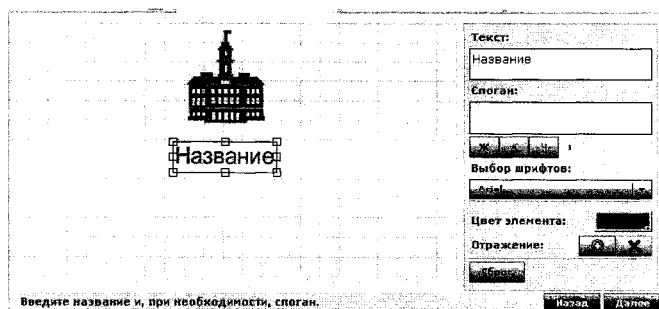 Название
Текст:
Название
Слоган:
Ж К Ч
Выбор шрифтов:
Arial
Цвет элемента:
Отражение:
Сброс
Введите название и, при необходимости, слоган.
Назад Далее